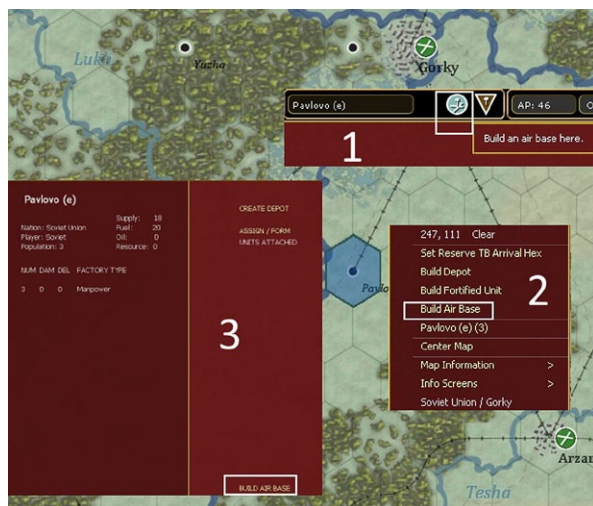 Lukh
Yuzha
Gorky
Pavlovo (e)
AP: 46
Build an air base here.
1
Pavlovo (e)
Supply: 18
Nation: Soviet Union Fuel: 20
Player: Soviet Oil: 0
Population: 3 Resource: 0
NUM DAM DEL FACTORY TYPE
3 0 0 Manpower
CREATE DEPOT
ASSIGN / FORM
UNITS ATTACHED
3
BUILD AIR BASE
Pavlo
247, 111 Clear
Set Reserve TB Arrival Hex
Build Depot
Build Fortified Unit
Build Air Base
2
Pavlovo (e) (3)
Center Map
Map Information >
Info Screens >
Soviet Union / Gorky
Arzar
Tesha